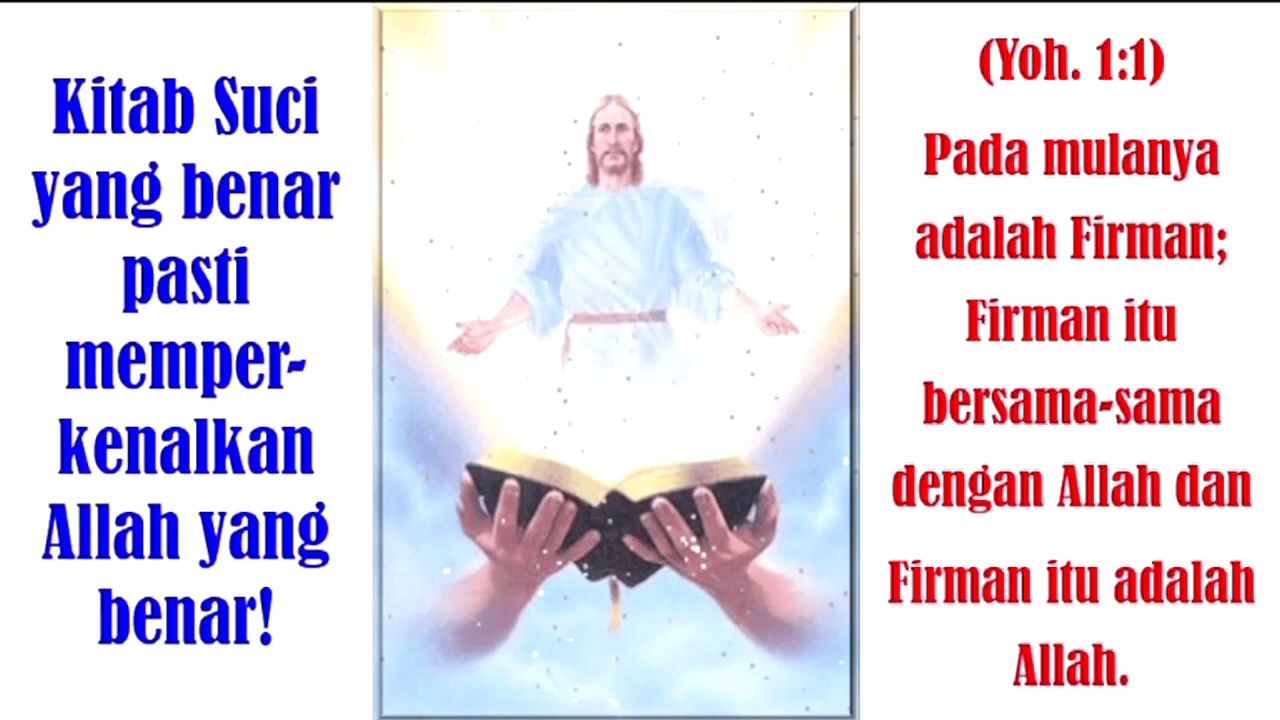 Kitab Suci
yang benar
pasti
memper-
kenalkan
Allah yang
benar!
(Yoh. 1:1)
Pada mulanya
adalah Firman;
Firman itu
bersama-sama
dengan Allah dan
Firman itu adalah
Allah.